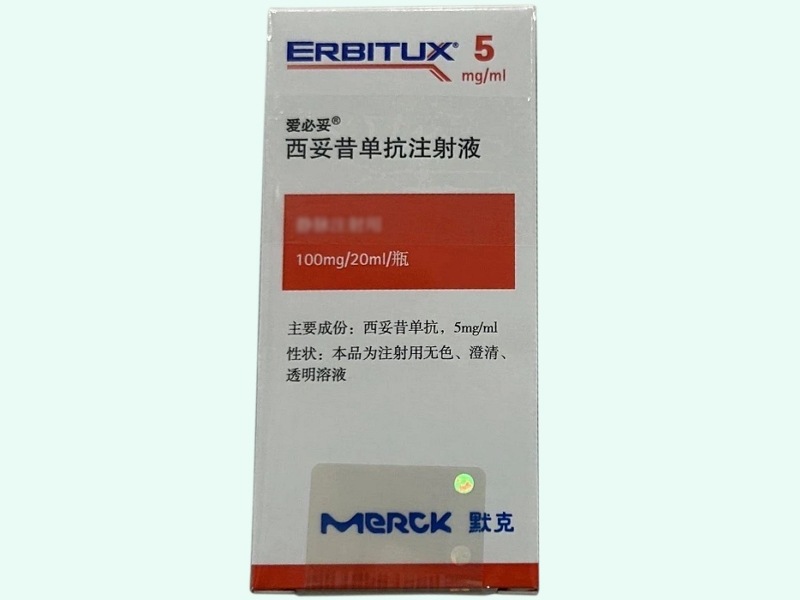 ERBITUX® 5
mg/ml
爱必妥®
西妥昔单抗注射液
100mg/20ml/瓶
主要成份：西妥昔单抗，5mg/ml
性状：本品为注射用无色、澄清、
透明溶液
MERCK 默克